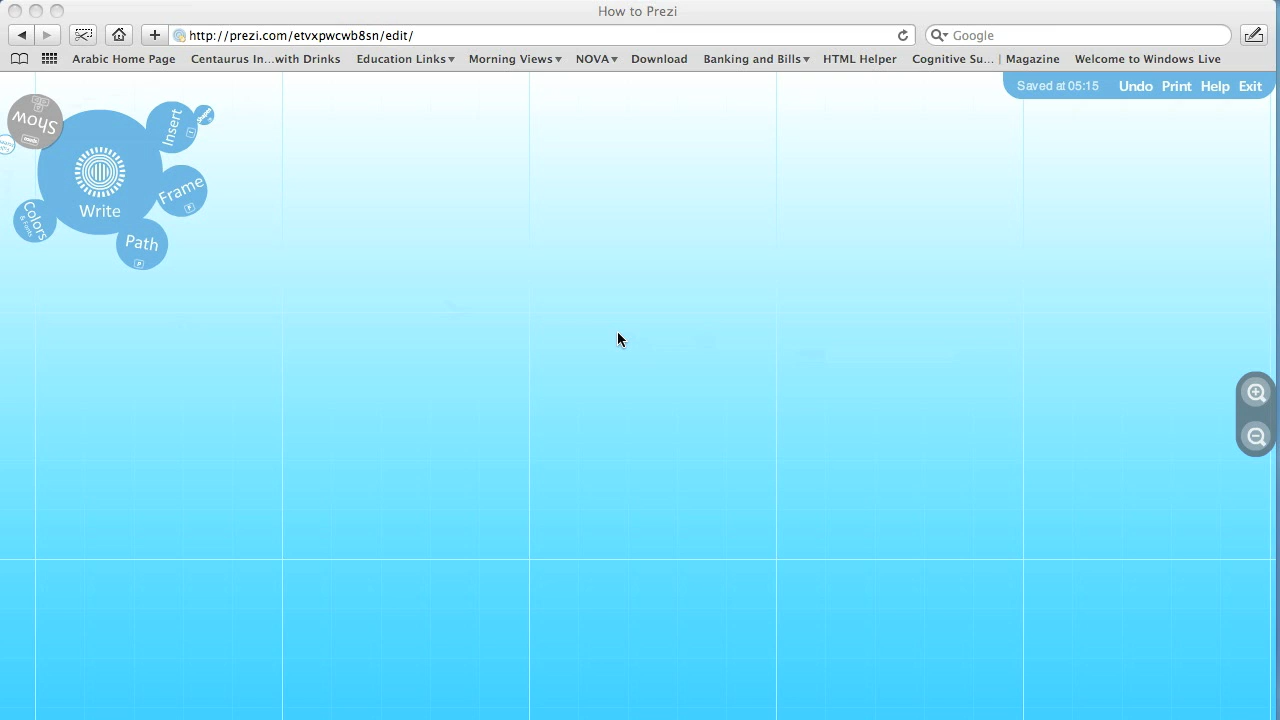 How to Prezi
http://prezi.com/etvxpwcwb8sn/edit/
Google
Arabic Home Page Centaurus In...with Drinks Education Links Morning Views NOVA Download Banking and Bills HTML Helper Cognitive Su... | Magazine Welcome to Windows Live
Saved at 05:15 Undo Print Help Exit
Show
Insert
Shapes
Frame
F
Write
Colors
& Fonts
Path
P